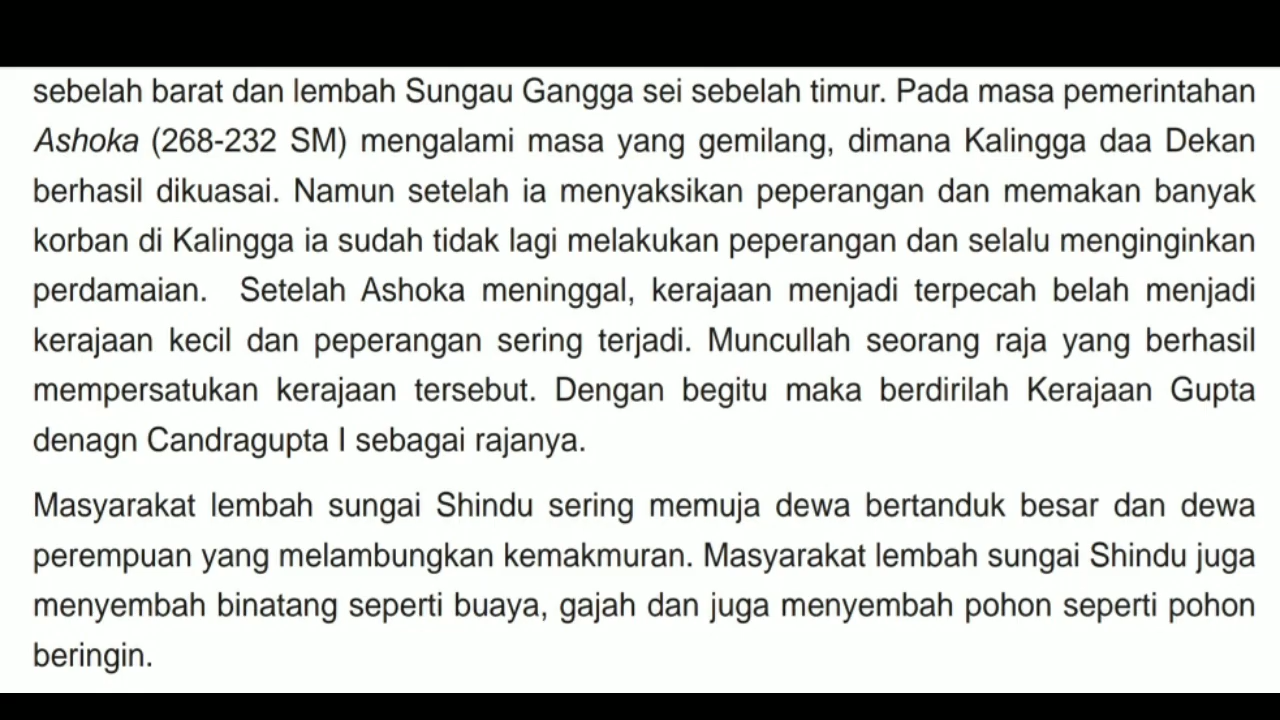 sebelah barat dan lembah Sungau Gangga sei sebelah timur. Pada masa pemerintahan
Ashoka (268-232 SM) mengalami masa yang gemilang, dimana Kalingga daa Dekan
berhasil dikuasai. Namun setelah ia menyaksikan peperangan dan memakan banyak
korban di Kalingga ia sudah tidak lagi melakukan peperangan dan selalu menginginkan
perdamaian. Setelah Ashoka meninggal, kerajaan menjadi terpecah belah menjadi
kerajaan kecil dan peperangan sering terjadi. Muncullah seorang raja yang berhasil
mempersatukan kerajaan tersebut. Dengan begitu maka berdirilah Kerajaan Gupta
denagn Candragupta I sebagai rajanya.
Masyarakat lembah sungai Shindu sering memuja dewa bertanduk besar dan dewa
perempuan yang melambungkan kemakmuran. Masyarakat lembah sungai Shindu juga
menyembah binatang seperti buaya, gajah dan juga menyembah pohon seperti pohon
beringin.